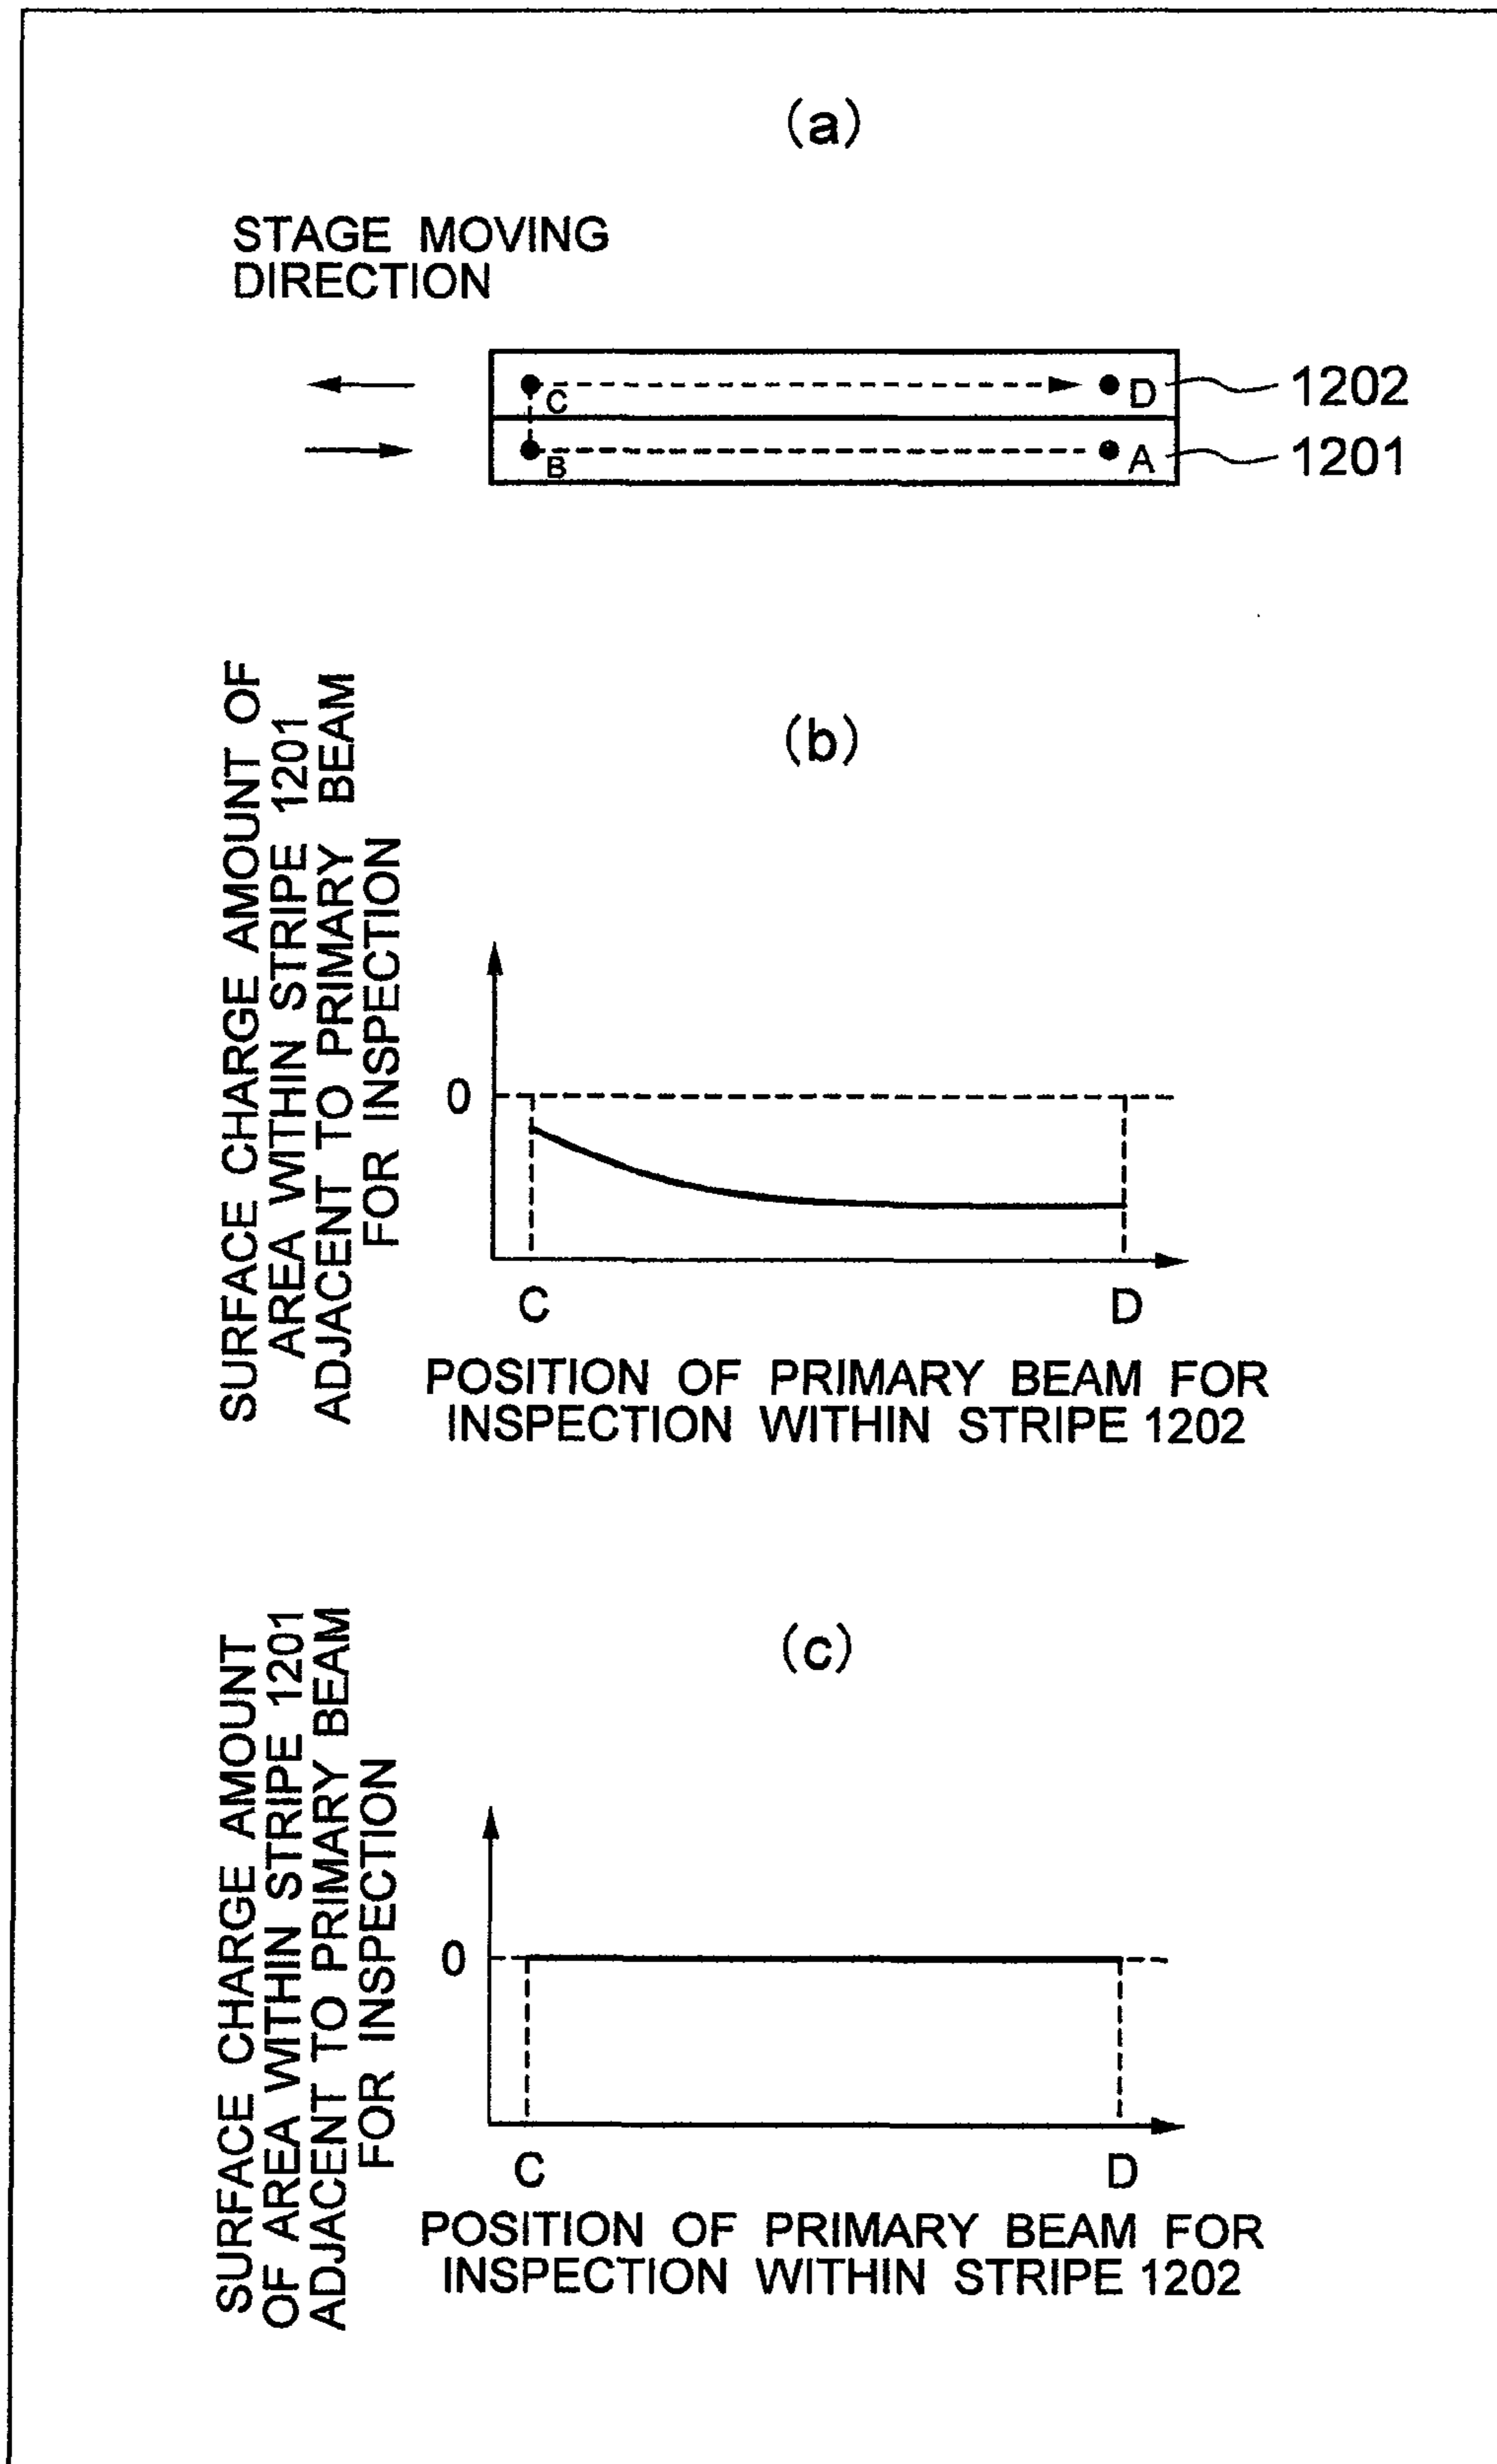 (a)
STAGE MOVING
DIRECTION
C
D
1202
B
A
1201
(b)
SURFACE CHARGE AMOUNT OF
AREA WITHIN STRIPE 1201
ADJACENT TO PRIMARY BEAM
FOR INSPECTION
0
C
D
POSITION OF PRIMARY BEAM FOR
INSPECTION WITHIN STRIPE 1202
(c)
SURFACE CHARGE AMOUNT
OF AREA WITHIN STRIPE 1201
ADJACENT TO PRIMARY BEAM
FOR INSPECTION
0
C
D
POSITION OF PRIMARY BEAM FOR
INSPECTION WITHIN STRIPE 1202